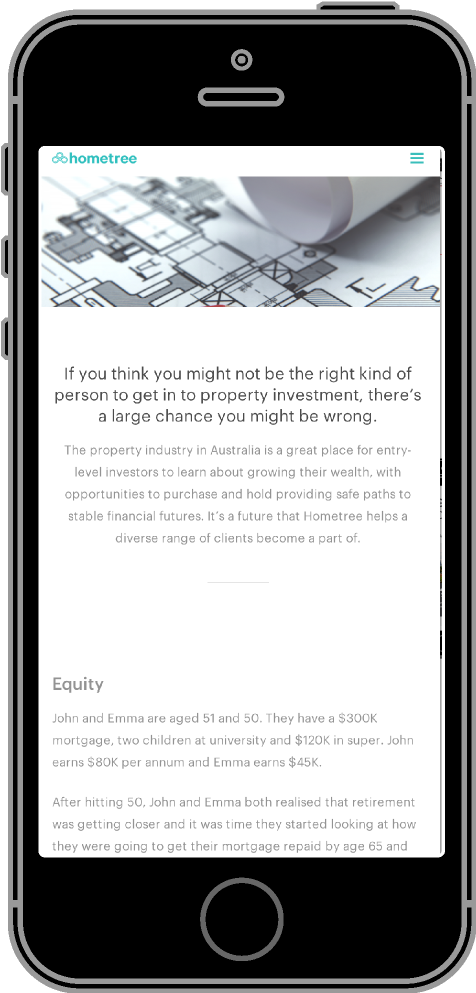 hometree
If you think you might not be the right kind of
person to get in to property investment, there's
a large chance you might be wrong.
The property industry in Australia is a great place for entry-
level investors to learn about growing their wealth, with
opportunities to purchase and hold providing safe paths to
stable financial futures. It's a future that Hometree helps a
diverse range of clients become a part of.
Equity
John and Emma are aged 51 and 50. They have a $300K
mortgage, two children at university and $120K in super. John
earns $80K per annum and Emma earns $45K.
After hitting 50, John and Emma both realised that retirement
was getting closer and it was time they started looking at how
they were going to get their mortgage repaid by age 65 and